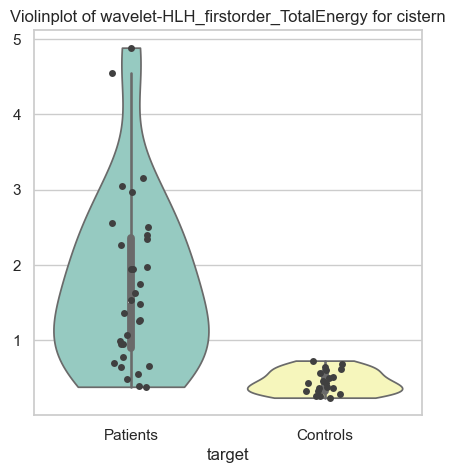 Violinplot of wavelet-HLH_firstorder_TotalEnergy for cistern
5
4
3
2
1
Patients
Controls
target